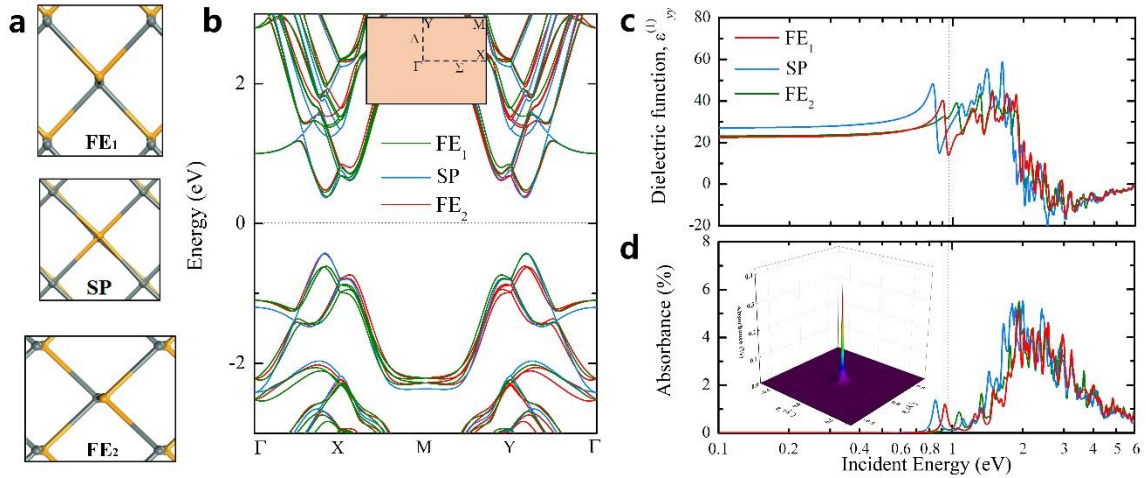 a
FE1
SP
FE2
b
Energy (eV)
2
0
-2
Y
M
Λ
Γ
Σ
X
FE1
SP
FE2
Γ
X
M
Y
Γ
c
Dielectric function, ε(1) yy
80
60
40
20
0
-20
FE1
SP
FE2
d
Absorbance (%)
8
6
4
2
0
Absorbance (%)
0.1
0.2
0.4
0.6
0.8
1
2
3
4
5
6
Incident Energy (eV)